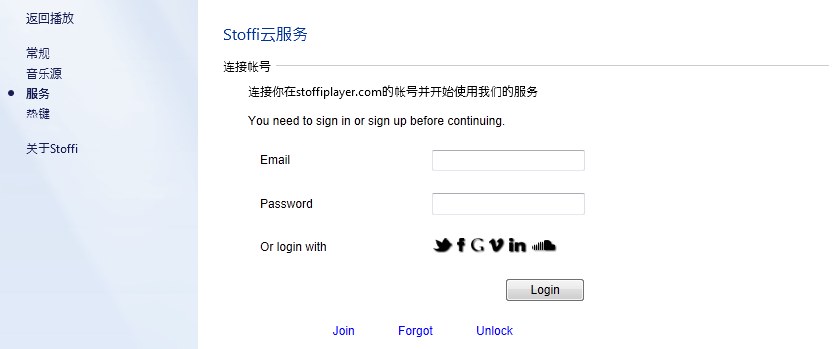 返回播放
常规
音乐源
服务
热键
关于Stoffi
Stoffi云服务
连接帐号
连接你在stoffiplayer.com的帐号并开始使用我们的服务
You need to sign in or sign up before continuing.
Email
Password
Or login with
Login
Join Forgot Unlock